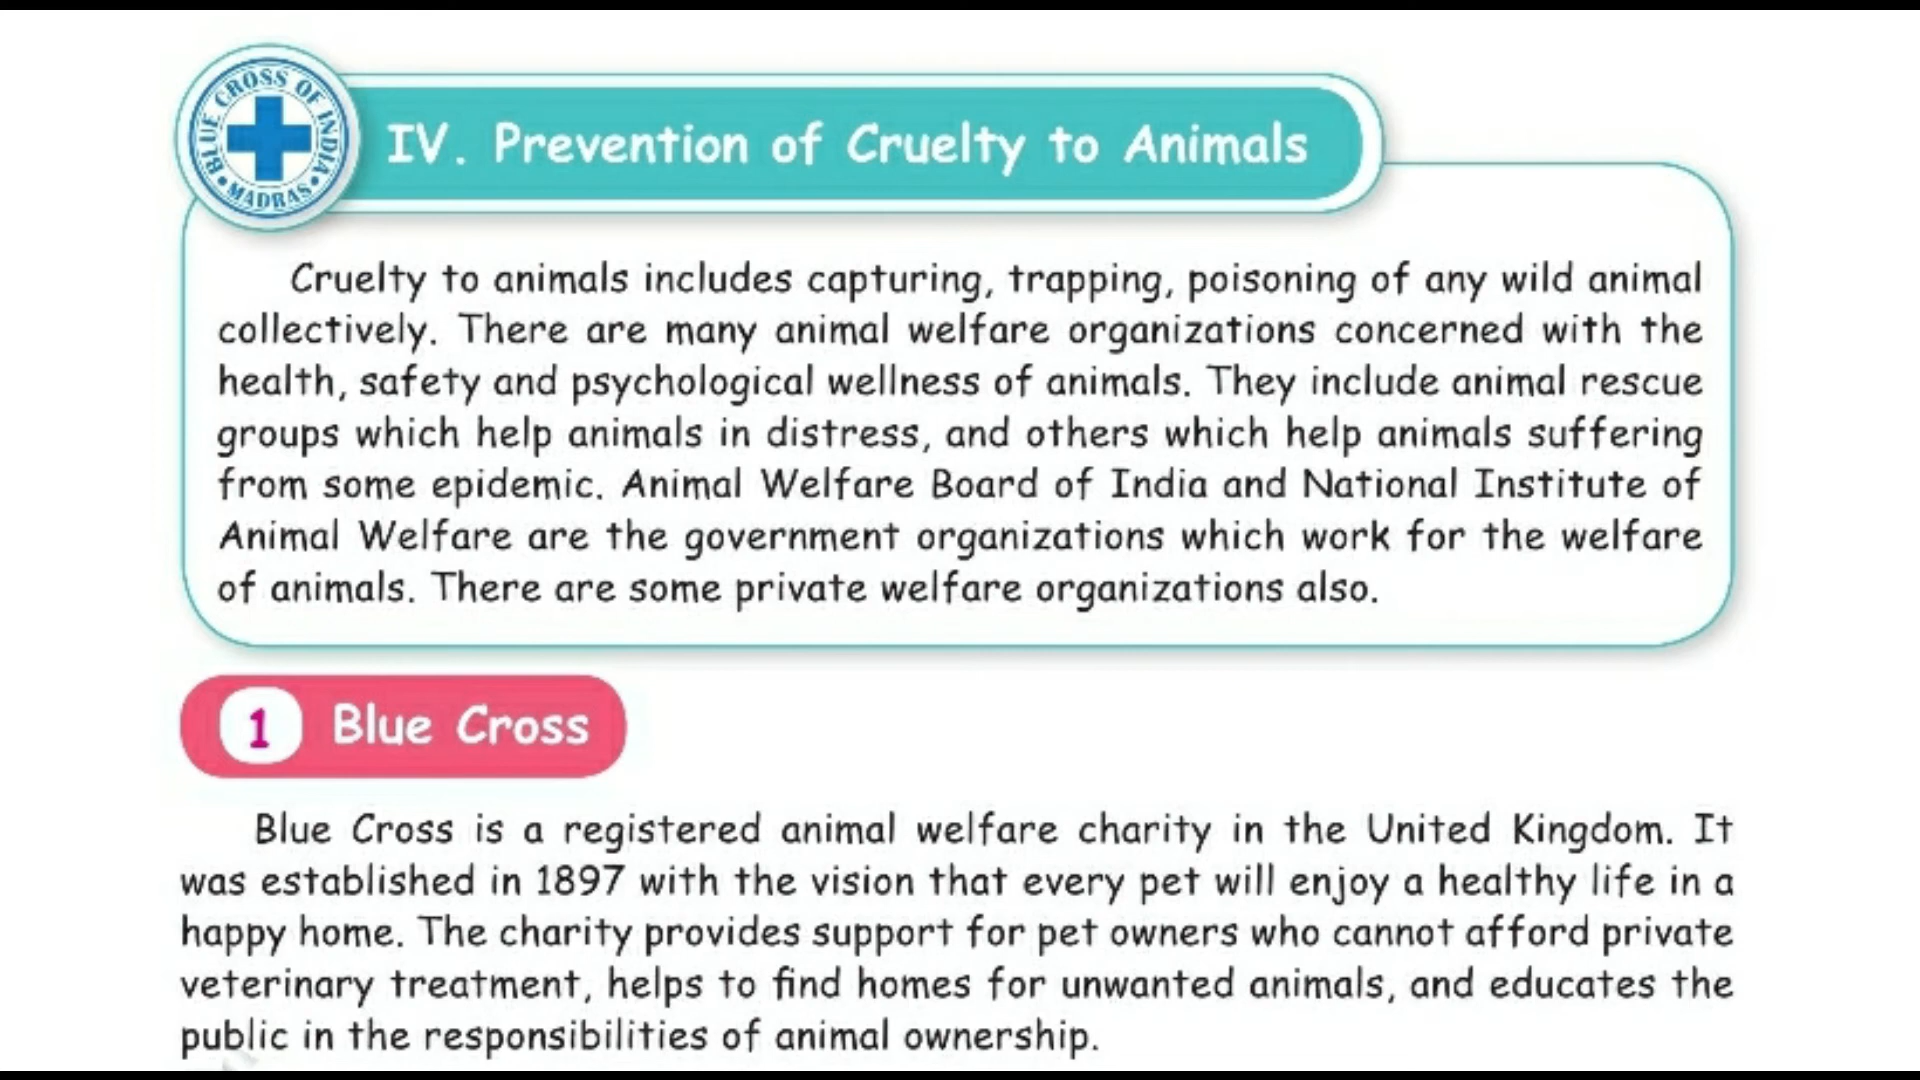 BLUE CROSS OF INDIA
• MADRAS •
IV. Prevention of Cruelty to Animals
Cruelty to animals includes capturing, trapping, poisoning of any wild animal
collectively. There are many animal welfare organizations concerned with the
health, safety and psychological wellness of animals. They include animal rescue
groups which help animals in distress, and others which help animals suffering
from some epidemic. Animal Welfare Board of India and National Institute of
Animal Welfare are the government organizations which work for the welfare
of animals. There are some private welfare organizations also.
1 Blue Cross
Blue Cross is a registered animal welfare charity in the United Kingdom. It
was established in 1897 with the vision that every pet will enjoy a healthy life in a
happy home. The charity provides support for pet owners who cannot afford private
veterinary treatment, helps to find homes for unwanted animals, and educates the
public in the responsibilities of animal ownership.